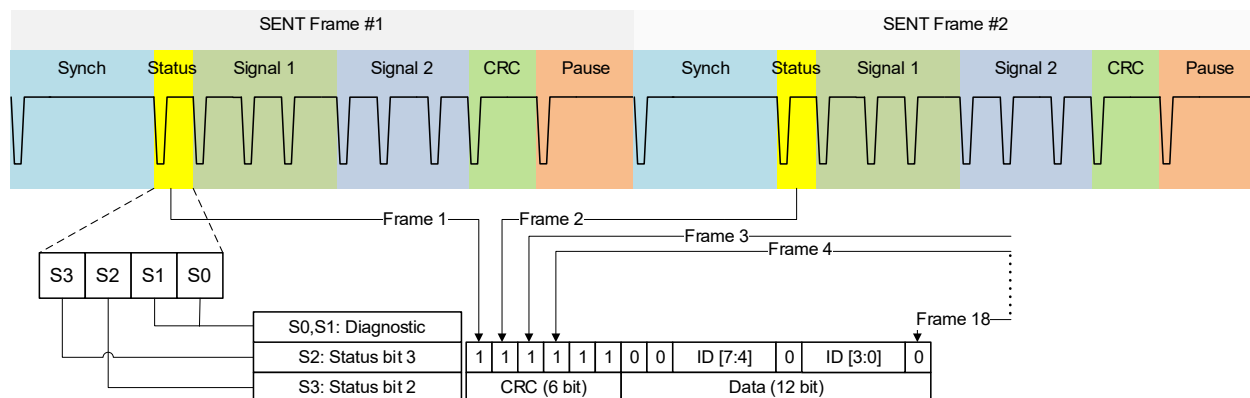 SENT Frame #1 SENT Frame #2
Synch Status Signal 1 Signal 2 CRC Pause Synch Status Signal 1 Signal 2 CRC Pause
Frame 1 Frame 2
Frame 3
Frame 4
S3 S2 S1 S0
Frame 18
S0,S1: Diagnostic
S2: Status bit 3 1 1 1 1 1 1 0 0 ID [7:4] 0 ID [3:0] 0
S3: Status bit 2 CRC (6 bit) Data (12 bit)